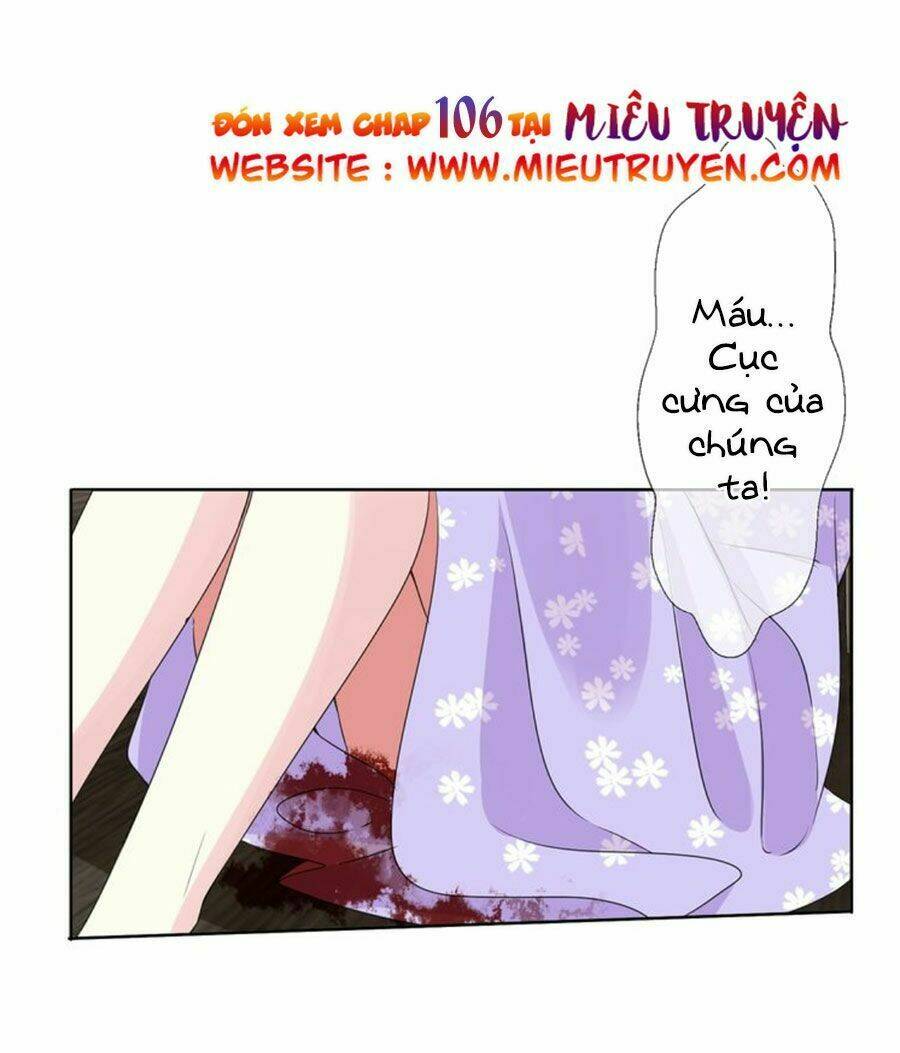 ĐÓN XEM CHAP 106 TẠI MIÊU TRUYỆN
WEBSITE : WWW.MIEUTRUYEN.COM
Máu...
Cục
cưng của
chúng
ta!